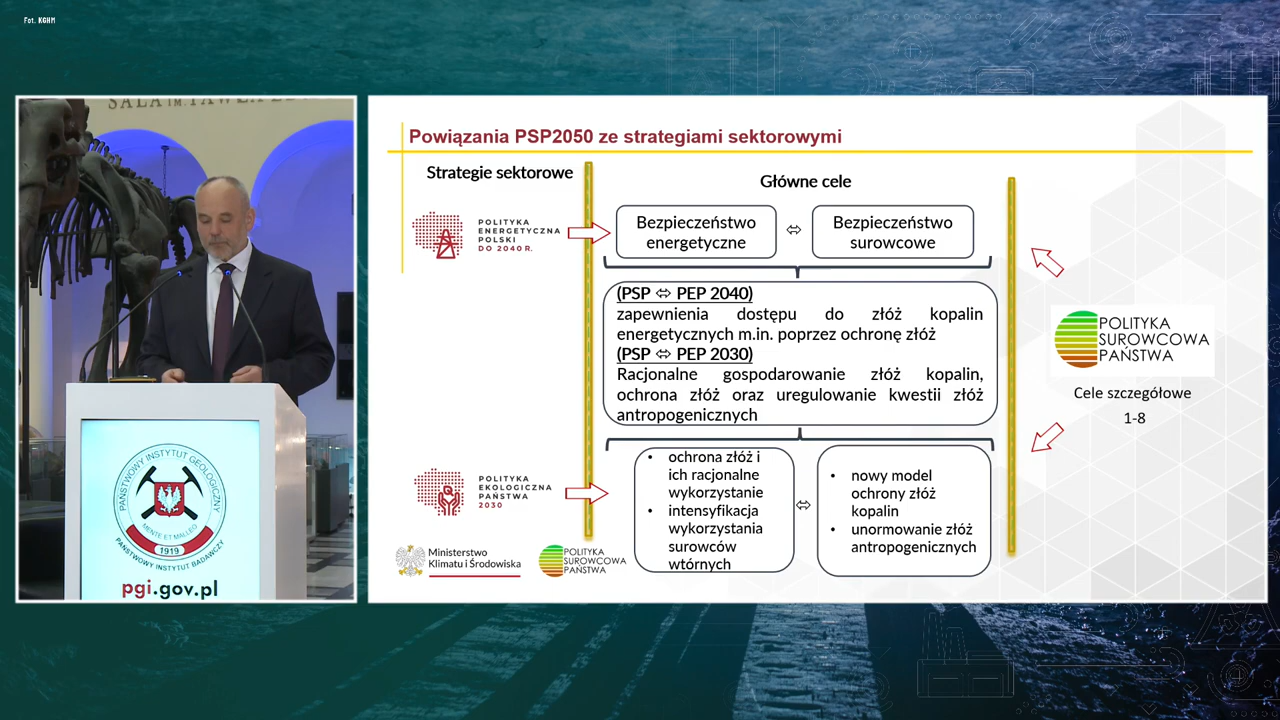 Fot. KGHM
Powiązania PSP2050 ze strategiami sektorowymi
Strategie sektorowe
Główne cele
POLITYKA
ENERGETYCZNA
POLSKI
DO 2040 R.
Bezpieczeństwo
energetyczne
⬄
Bezpieczeństwo
surowcowe
(PSP ⬄ PEP 2040)
zapewnienia dostępu do złóż kopalin
energetycznych m.in. poprzez ochronę złóż
(PSP ⬄ PEP 2030)
Racjonalne gospodarowanie złóż kopalin,
ochrona złóż oraz uregulowanie kwestii złóż
antropogenicznych
POLITYKA
SUROWCOWA
PAŃSTWA
Cele szczegółowe
1-8
POLITYKA
EKOLOGICZNA
PAŃSTWA
2030
• ochrona złóż i
ich racjonalne
wykorzystanie
• intensyfikacja
wykorzystania
surowców
wtórnych
⬄
• nowy model
ochrony złóż
kopalin
• unormowanie złóż
antropogenicznych
Ministerstwo
Klimatu i Środowiska
POLITYKA
SUROWCOWA
PAŃSTWA
PAŃSTWOWY INSTYTUT GEOLOGICZNY
MENTE ET MALLEO
1919
PAŃSTWOWY INSTYTUT BADAWCZY
pgi.gov.pl